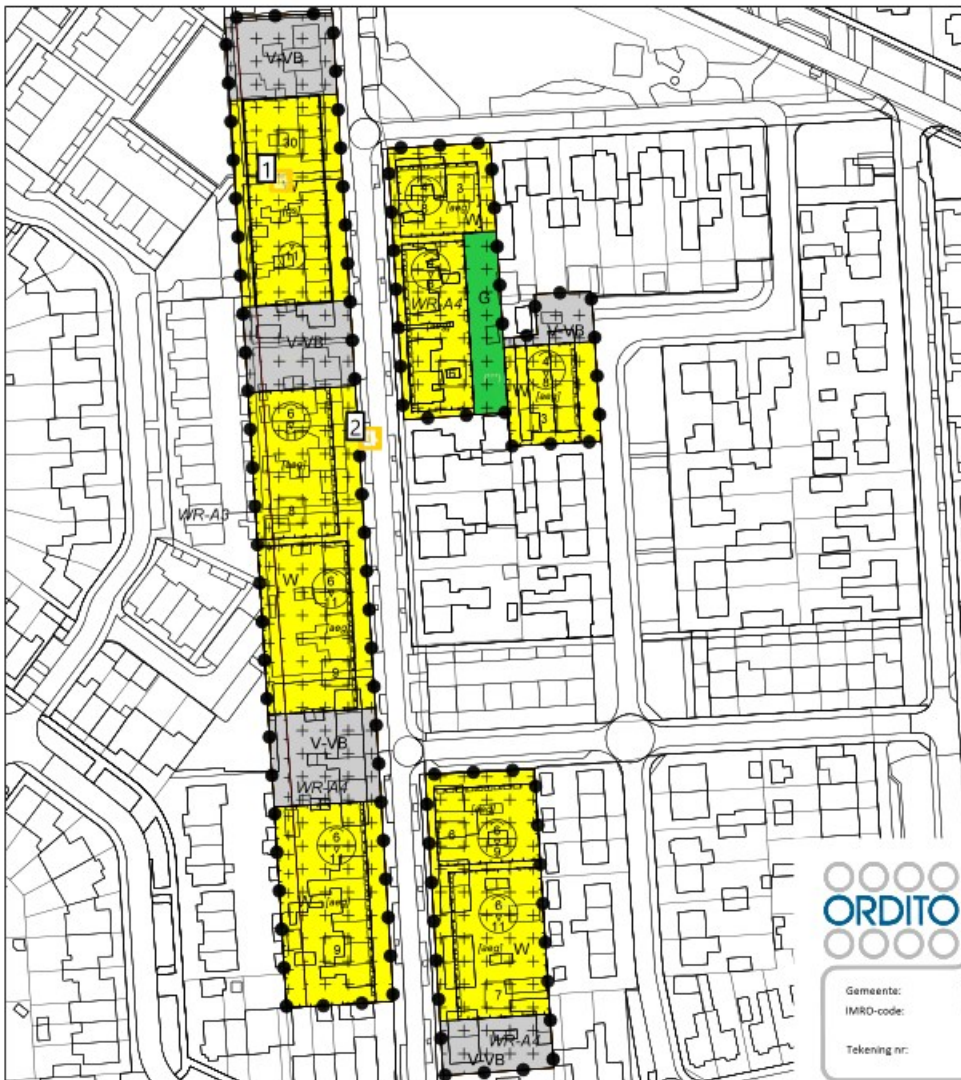 V-VB
30
1
11
V-VB
3
[aeg]
W
WR-A4
G
6
V-VB
[aeg]
W
3
6
2
[aeg]
8
WR-A3
W
6
11
[aeg]
9
V-VB
WR-A4
6
11
[aeg]
9
6
6
9
6
11
[aeg]
W
7
WR-A4
V-VB
ORDITO
Gemeente:
IMRO-code:
Tekening nr: